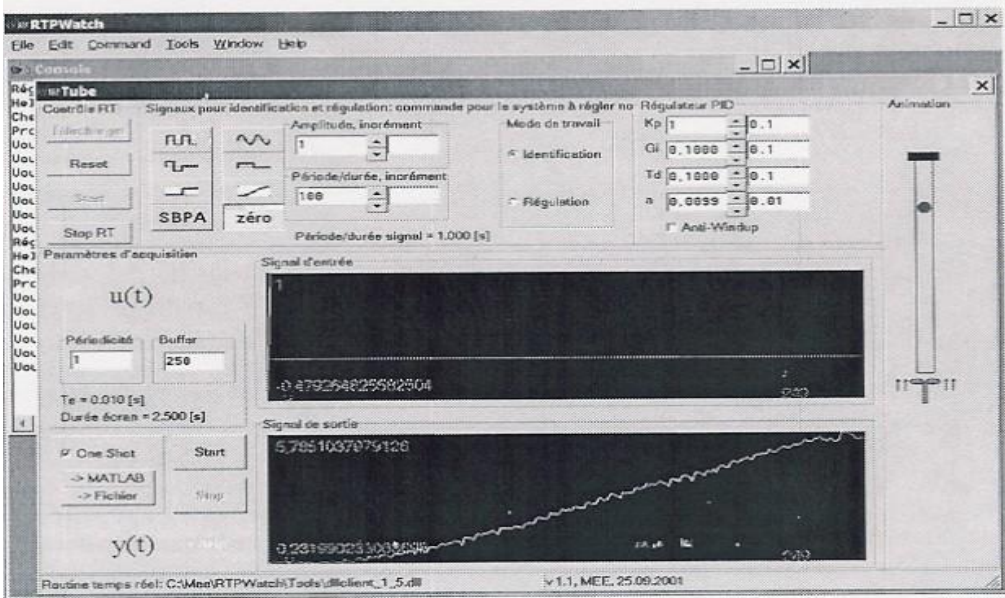 RTPWatch
File Edit Command Tools Window Help
Console
Tube
Contrôle RT
Reset
Start
Stop RT
Signaux pour identification et régulation: commande pour le système à régler no
SBPA
zéro
Amplitude, incrément
1
Période/durée, incrément
100
Période/durée signal = 1.000 [s]
Mode de travail
Identification
Régulation
Régulateur PID
Kp 1 0.1
Gi 0.1000 0.1
Td 0.1000 0.1
a 0.0099 0.01
Anti-Windup
Animation
Paramètres d'acquisition
u(t)
Périodicité
1
Buffer
250
Te = 0.010 [s]
Durée écran = 2.500 [s]
One Shot
Start
-> MATLAB
-> Fichier
Stop
y(t)
Signal d'entrée
1
-0.479264825582504
Signal de sortie
5,7851037979126
Routine temps réel: C:\Mee\RTPWatch\Tools\dllclient_1_5.dll
v 1.1, MEE, 25.09.2001